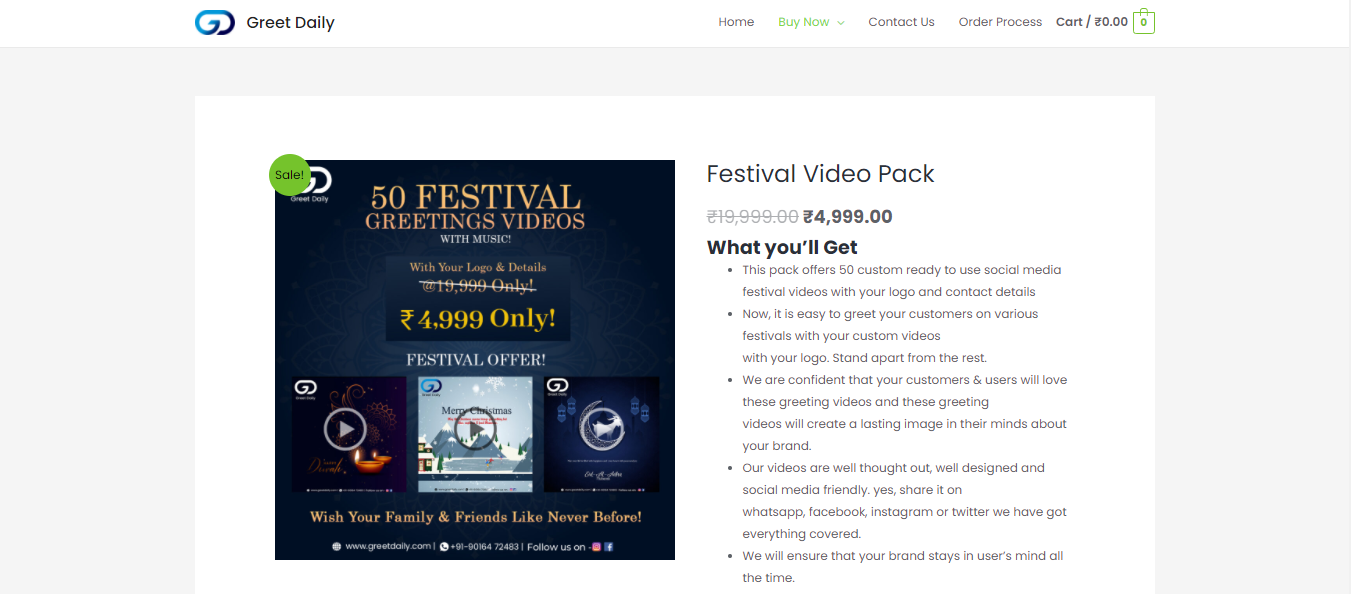 Greet Daily
Home
Buy Now
Contact Us
Order Process
Cart / ₹0.00
0
Sale!
Greet Daily
50 FESTIVAL
GREETINGS VIDEOS
WITH MUSIC!
With Your Logo & Details
@19,999 Only!
₹ 4,999 Only!
FESTIVAL OFFER!
Greet Daily
Merry Christmas
Greet Daily
Wish Your Family & Friends Like Never Before!
www.greetdaily.com | +91-90164 72483 | Follow us on -
Festival Video Pack
₹19,999.00 ₹4,999.00
What you’ll Get
• This pack offers 50 custom ready to use social media
festival videos with your logo and contact details
• Now, it is easy to greet your customers on various
festivals with your custom videos
with your logo. Stand apart from the rest.
• We are confident that your customers & users will love
these greeting videos and these greeting
videos will create a lasting image in their minds about
your brand.
• Our videos are well thought out, well designed and
social media friendly. yes, share it on
whatsapp, facebook, instagram or twitter we have got
everything covered.
• We will ensure that your brand stays in user’s mind all
the time.